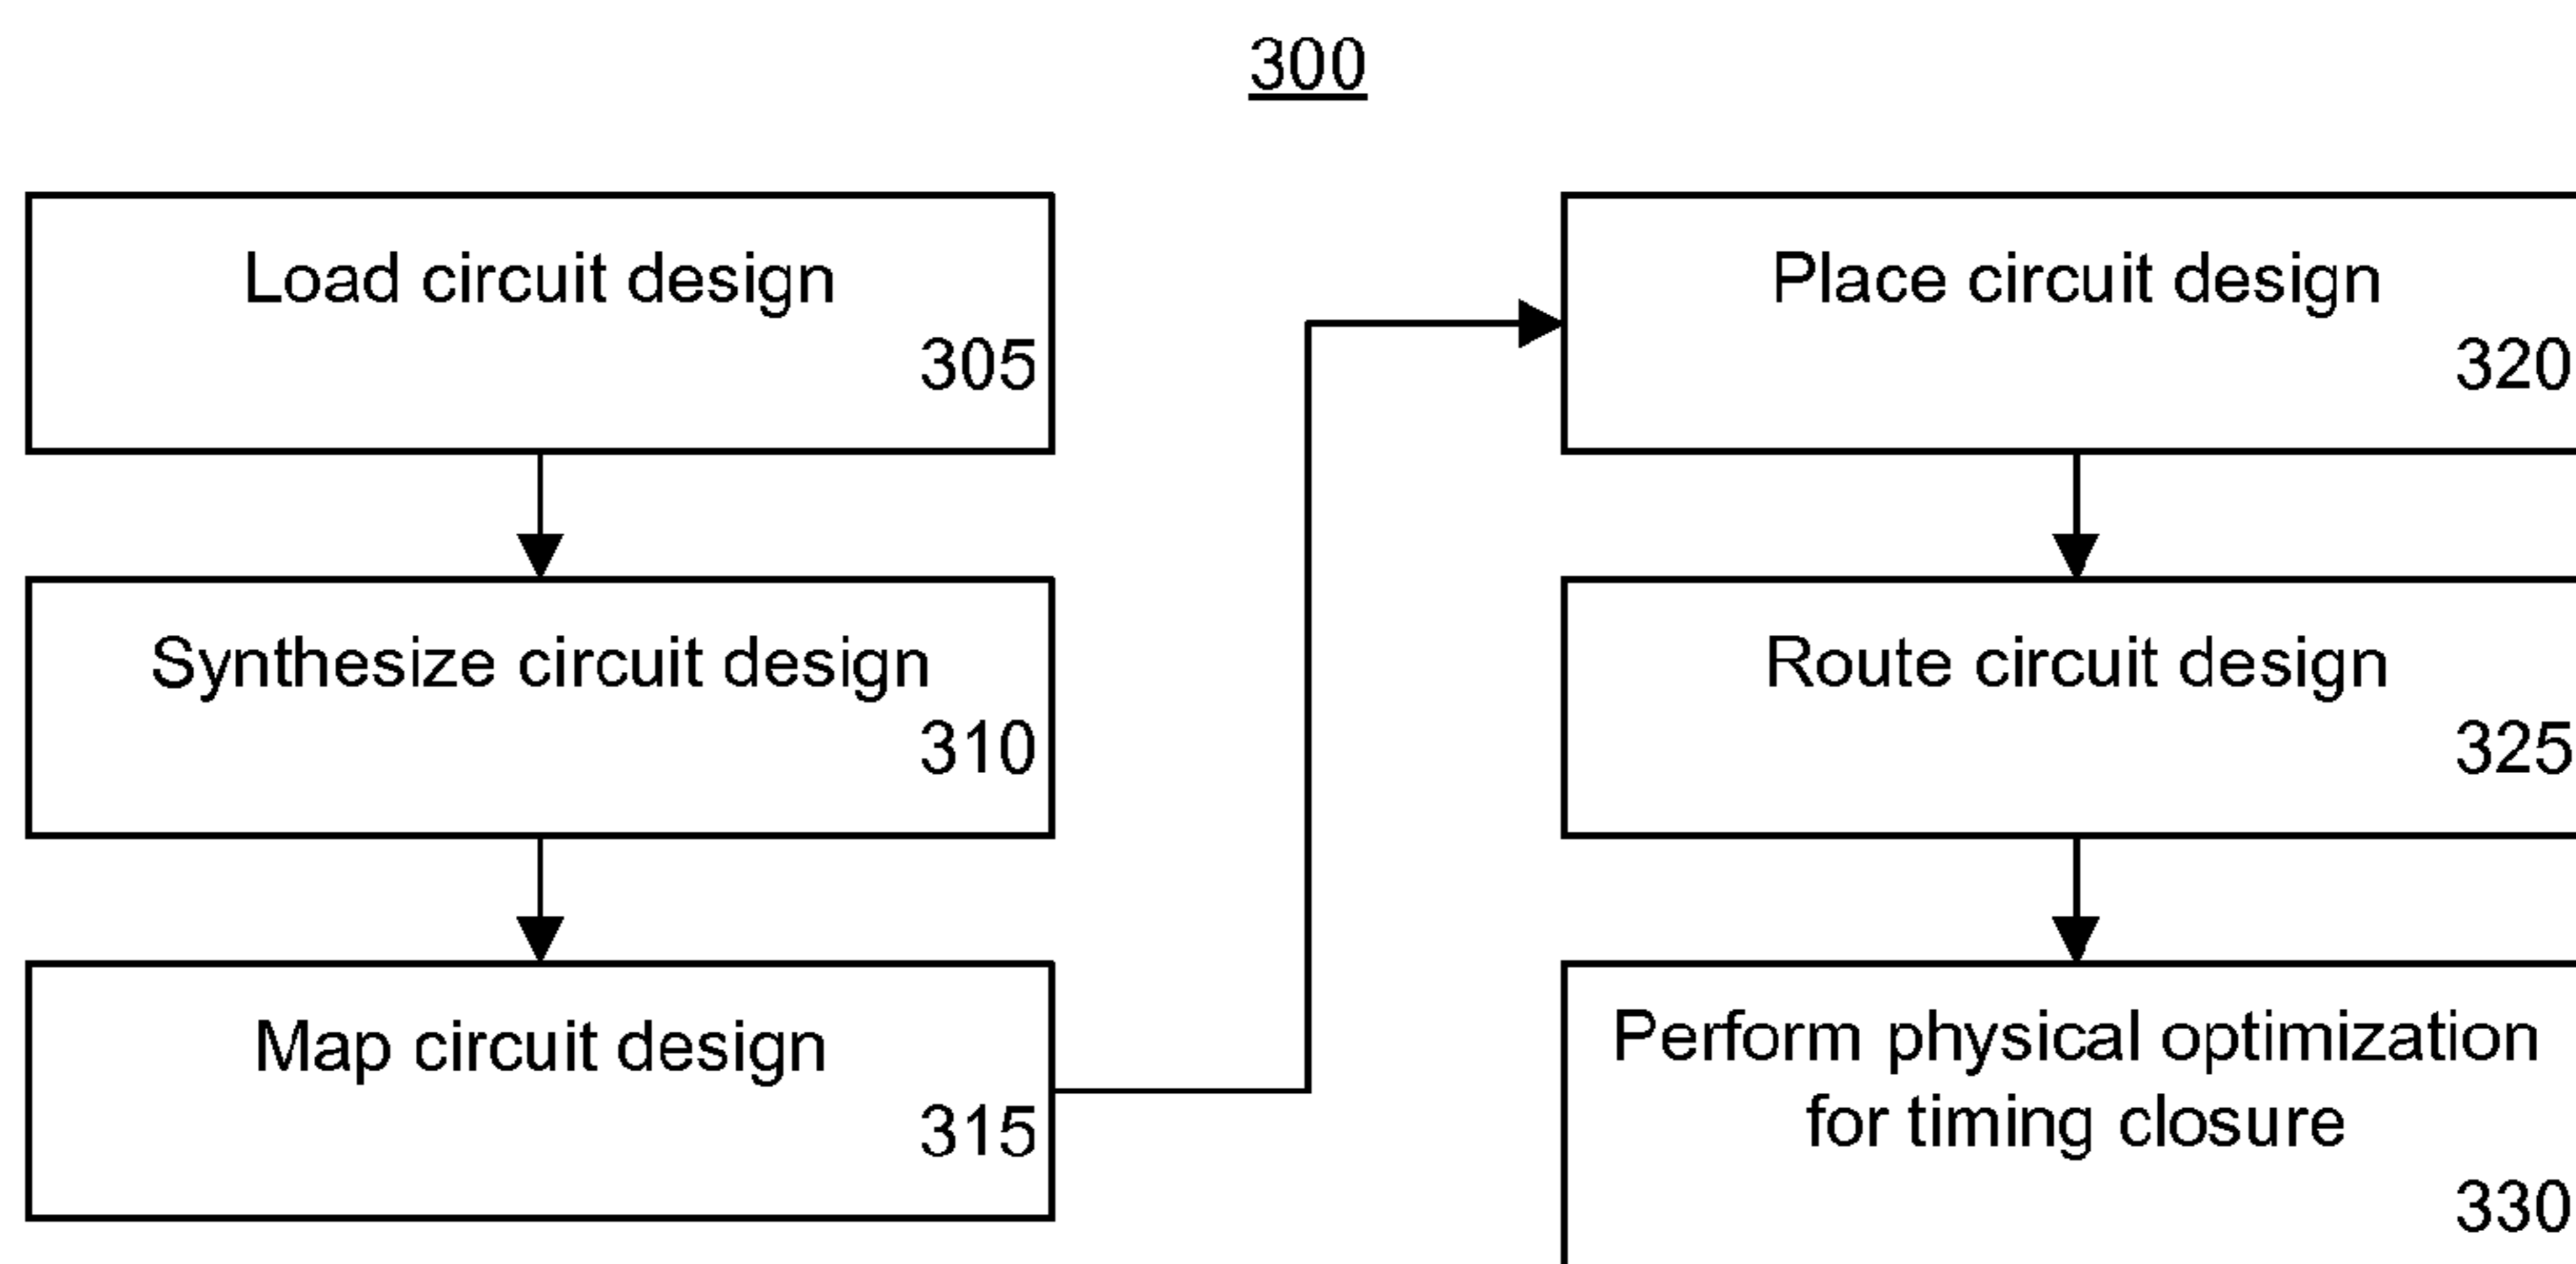 300
Load circuit design
305
Synthesize circuit design
310
Map circuit design
315
Place circuit design
320
Route circuit design
325
Perform physical optimization
for timing closure
330